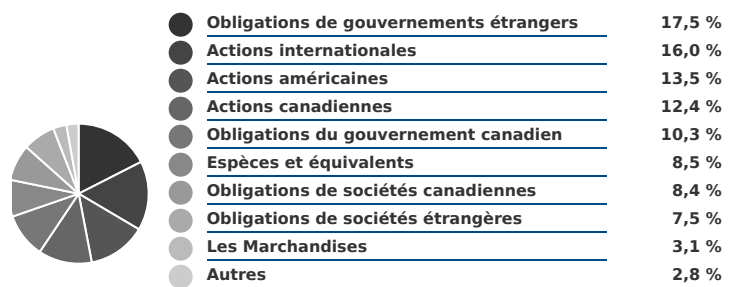 Obligations de gouvernements étrangers 17,5 %
Actions internationales 16,0 %
Actions américaines 13,5 %
Actions canadiennes 12,4 %
Obligations du gouvernement canadien 10,3 %
Espèces et équivalents 8,5 %
Obligations de sociétés canadiennes 8,4 %
Obligations de sociétés étrangères 7,5 %
Les Marchandises 3,1 %
Autres 2,8 %